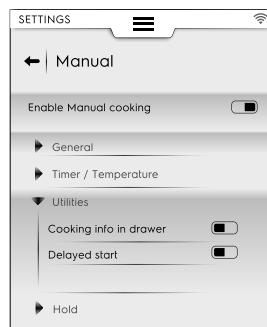 SETTINGS
Manual
Enable Manual cooking
General
Timer / Temperature
Utilities
Cooking info in drawer
Delayed start
Hold